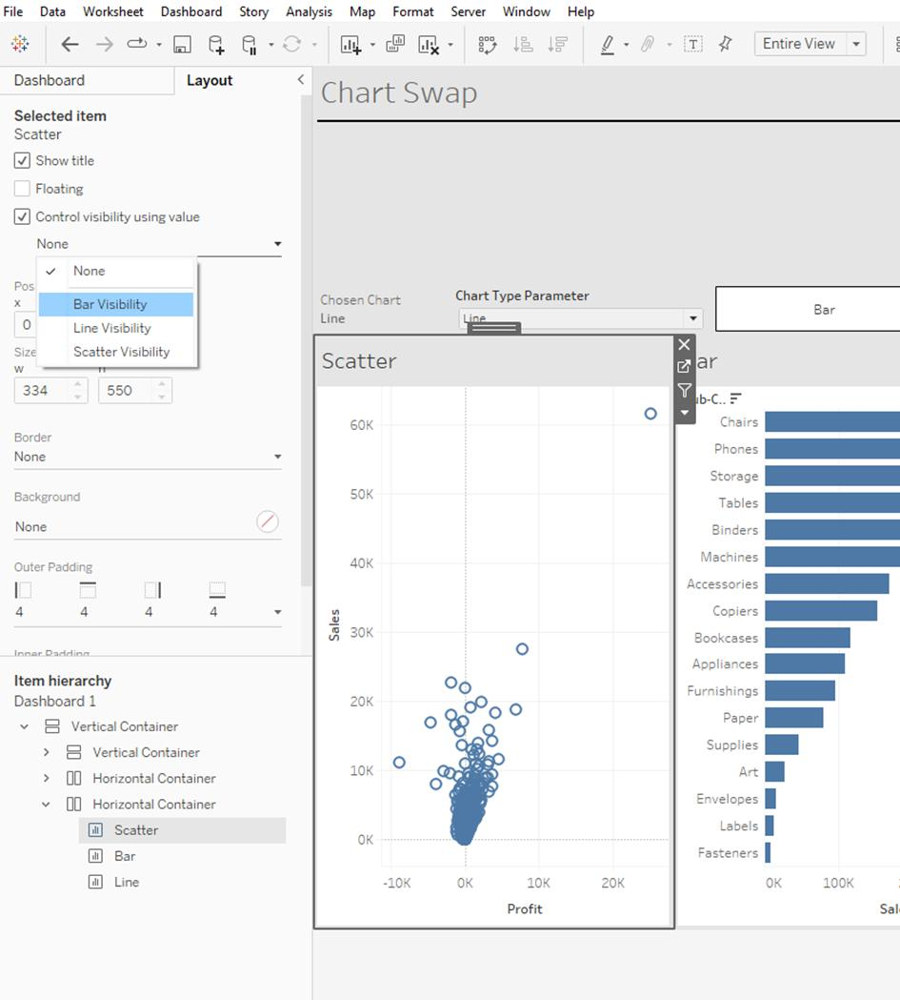 File Data Worksheet Dashboard Story Analysis Map Format Server Window Help
Entire View
Dashboard Layout
Selected item
Scatter
Show title
Floating
Control visibility using value
None
None
Bar Visibility
Line Visibility
Scatter Visibility
x
0
Size
w
334 550
Border
None
Background
None
Outer Padding
4 4 4 4
Inner Padding
Item hierarchy
Dashboard 1
Vertical Container
Vertical Container
Horizontal Container
Horizontal Container
Scatter
Bar
Line
Chart Swap
Chosen Chart
Line
Chart Type Parameter
Line
Bar
Scatter
60K
50K
40K
30K
20K
10K
0K
Sales
-10K 0K 10K 20K
Profit
ar
ub-C..
Chairs
Phones
Storage
Tables
Binders
Machines
Accessories
Copiers
Bookcases
Appliances
Furnishings
Paper
Supplies
Art
Envelopes
Labels
Fasteners
0K 100K
Sal